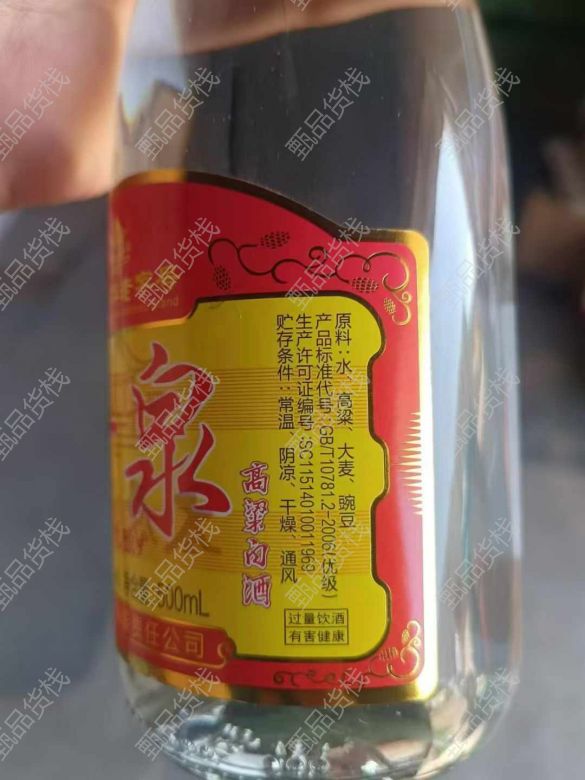 原料:水、高粱、大麦、豌豆
产品标准代号:GB/T10781.2-2006(优级)
生产许可证编号:SC11514010011969
贮存条件:常温、阴凉、干燥、通风
泉
高粱白酒
500mL
责任公司
过量饮酒
有害健康
甄品货栈